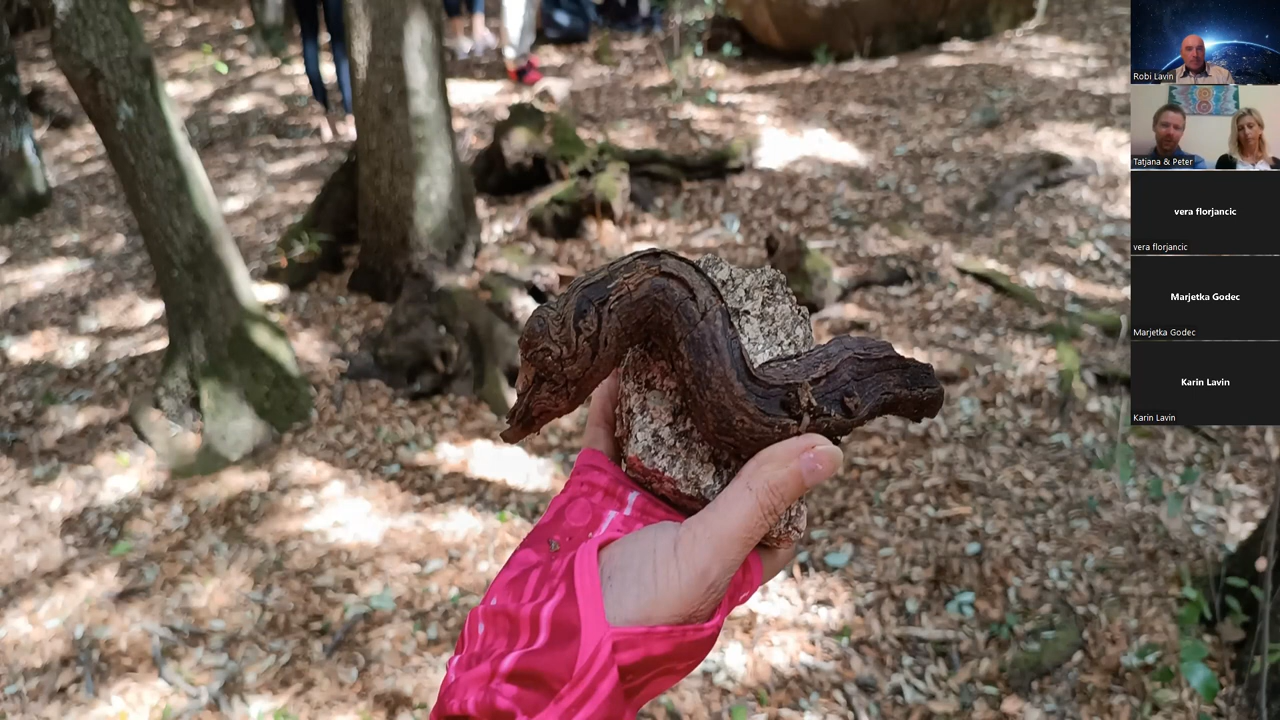 Robi Lavin
Tatjana & Peter
vera florjancic
vera florjancic
Marjetka Godec
Marjetka Godec
Karin Lavin
Karin Lavin